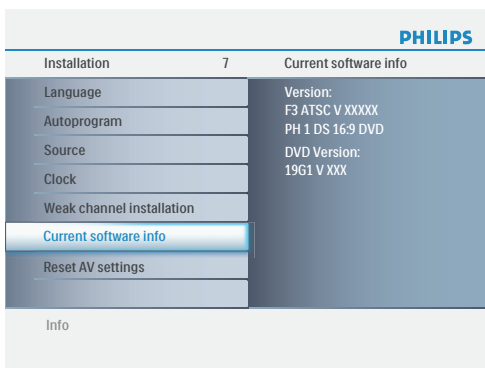 PHILIPS
Installation 7 Current software info
Language
Autoprogram
Source
Clock
Weak channel installation
Current software info
Reset AV settings
Version:
F3 ATSC V XXXXX
PH 1 DS 16:9 DVD
DVD Version:
19G1 V XXX
Info